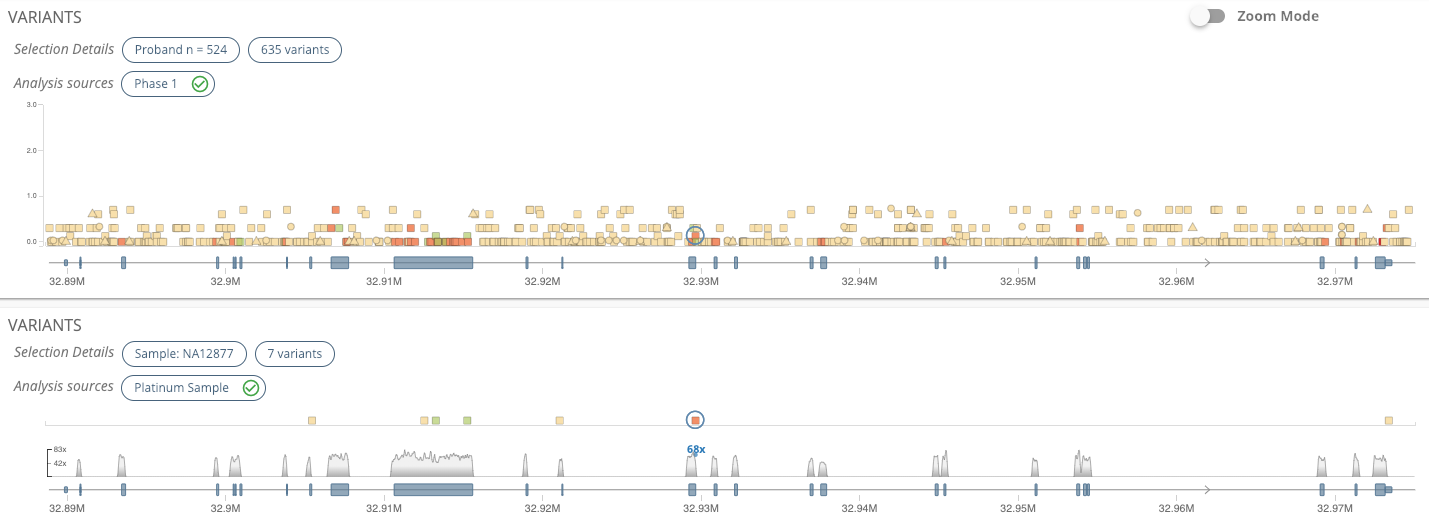 VARIANTS
Zoom Mode
Selection Details Proband n = 524 635 variants
Analysis sources Phase 1
3.0
2.0
1.0
0.0
32.89M 32.9M 32.91M 32.92M 32.93M 32.94M 32.95M 32.96M 32.97M
VARIANTS
Selection Details Sample: NA12877 7 variants
Analysis sources Platinum Sample
83x
68x
42x
32.89M 32.9M 32.91M 32.92M 32.93M 32.94M 32.95M 32.96M 32.97M